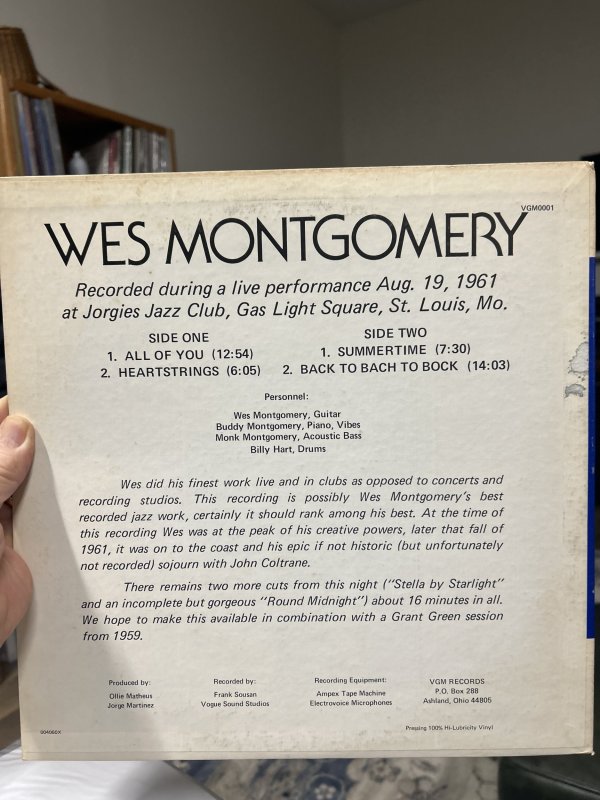 VGM0001
WES MONTGOMERY
Recorded during a live performance Aug. 19, 1961
at Jorgies Jazz Club, Gas Light Square, St. Louis, Mo.
SIDE ONE
1. ALL OF YOU (12:54)
2. HEARTSTRINGS (6:05)
SIDE TWO
1. SUMMERTIME (7:30)
2. BACK TO BACH TO BOCK (14:03)
Personnel:
Wes Montgomery, Guitar
Buddy Montgomery, Piano, Vibes
Monk Montgomery, Acoustic Bass
Billy Hart, Drums
Wes did his finest work live and in clubs as opposed to concerts and
recording studios. This recording is possibly Wes Montgomery's best
recorded jazz work, certainly it should rank among his best. At the time of
this recording Wes was at the peak of his creative powers, later that fall of
1961, it was on to the coast and his epic if not historic (but unfortunately
not recorded) sojourn with John Coltrane.
There remains two more cuts from this night ("Stella by Starlight"
and an incomplete but gorgeous "Round Midnight") about 16 minutes in all.
We hope to make this available in combination with a Grant Green session
from 1959.
Produced by:
Ollie Matheus
Jorge Martinez
Recorded by:
Frank Sousan
Vogue Sound Studios
Recording Equipment:
Ampex Tape Machine
Electrovoice Microphones
VGM RECORDS
P.O. Box 288
Ashland, Ohio 44805
Pressing 100% Hi-Lubricity Vinyl